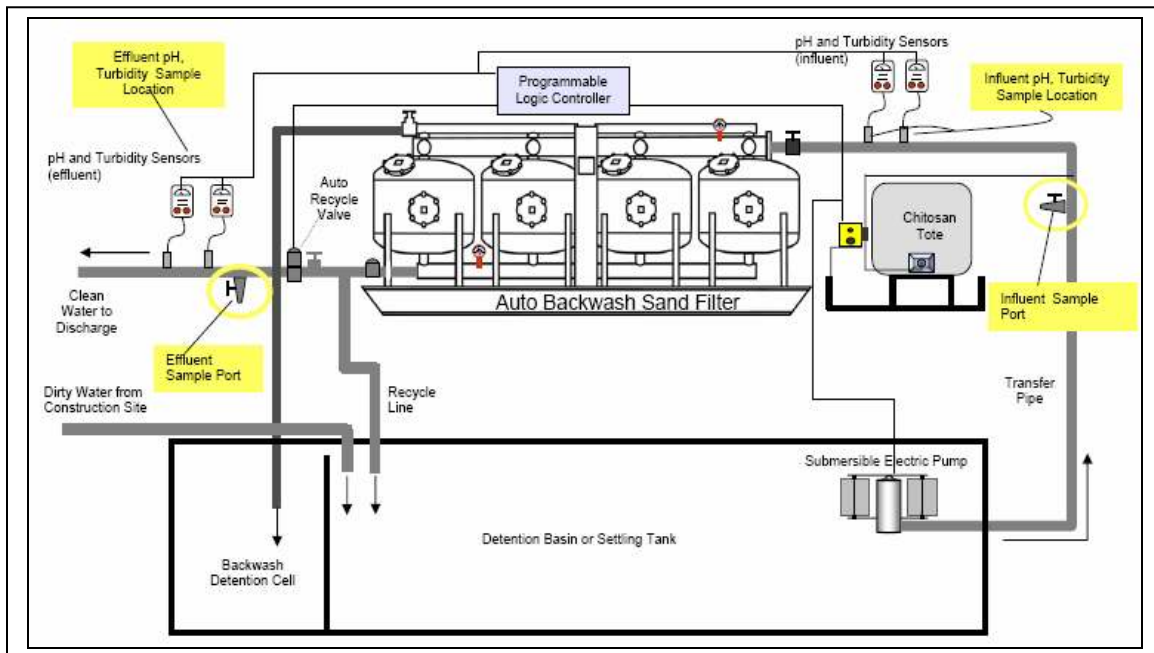 Effluent pH,
Turbidity Sample
Location
pH and Turbidity Sensors
(effluent)
Programmable
Logic Controller
pH and Turbidity Sensors
(influent)
Influent pH, Turbidity
Sample Location
Auto
Recycle
Valve
Chitosan
Tote
Clean
Water to
Discharge
Auto Backwash Sand Filter
Influent Sample
Port
Effluent
Sample Port
Dirty Water from
Construction Site
Recycle
Line
Transfer
Pipe
Submersible Electric Pump
Detention Basin or Settling Tank
Backwash
Detention Cell